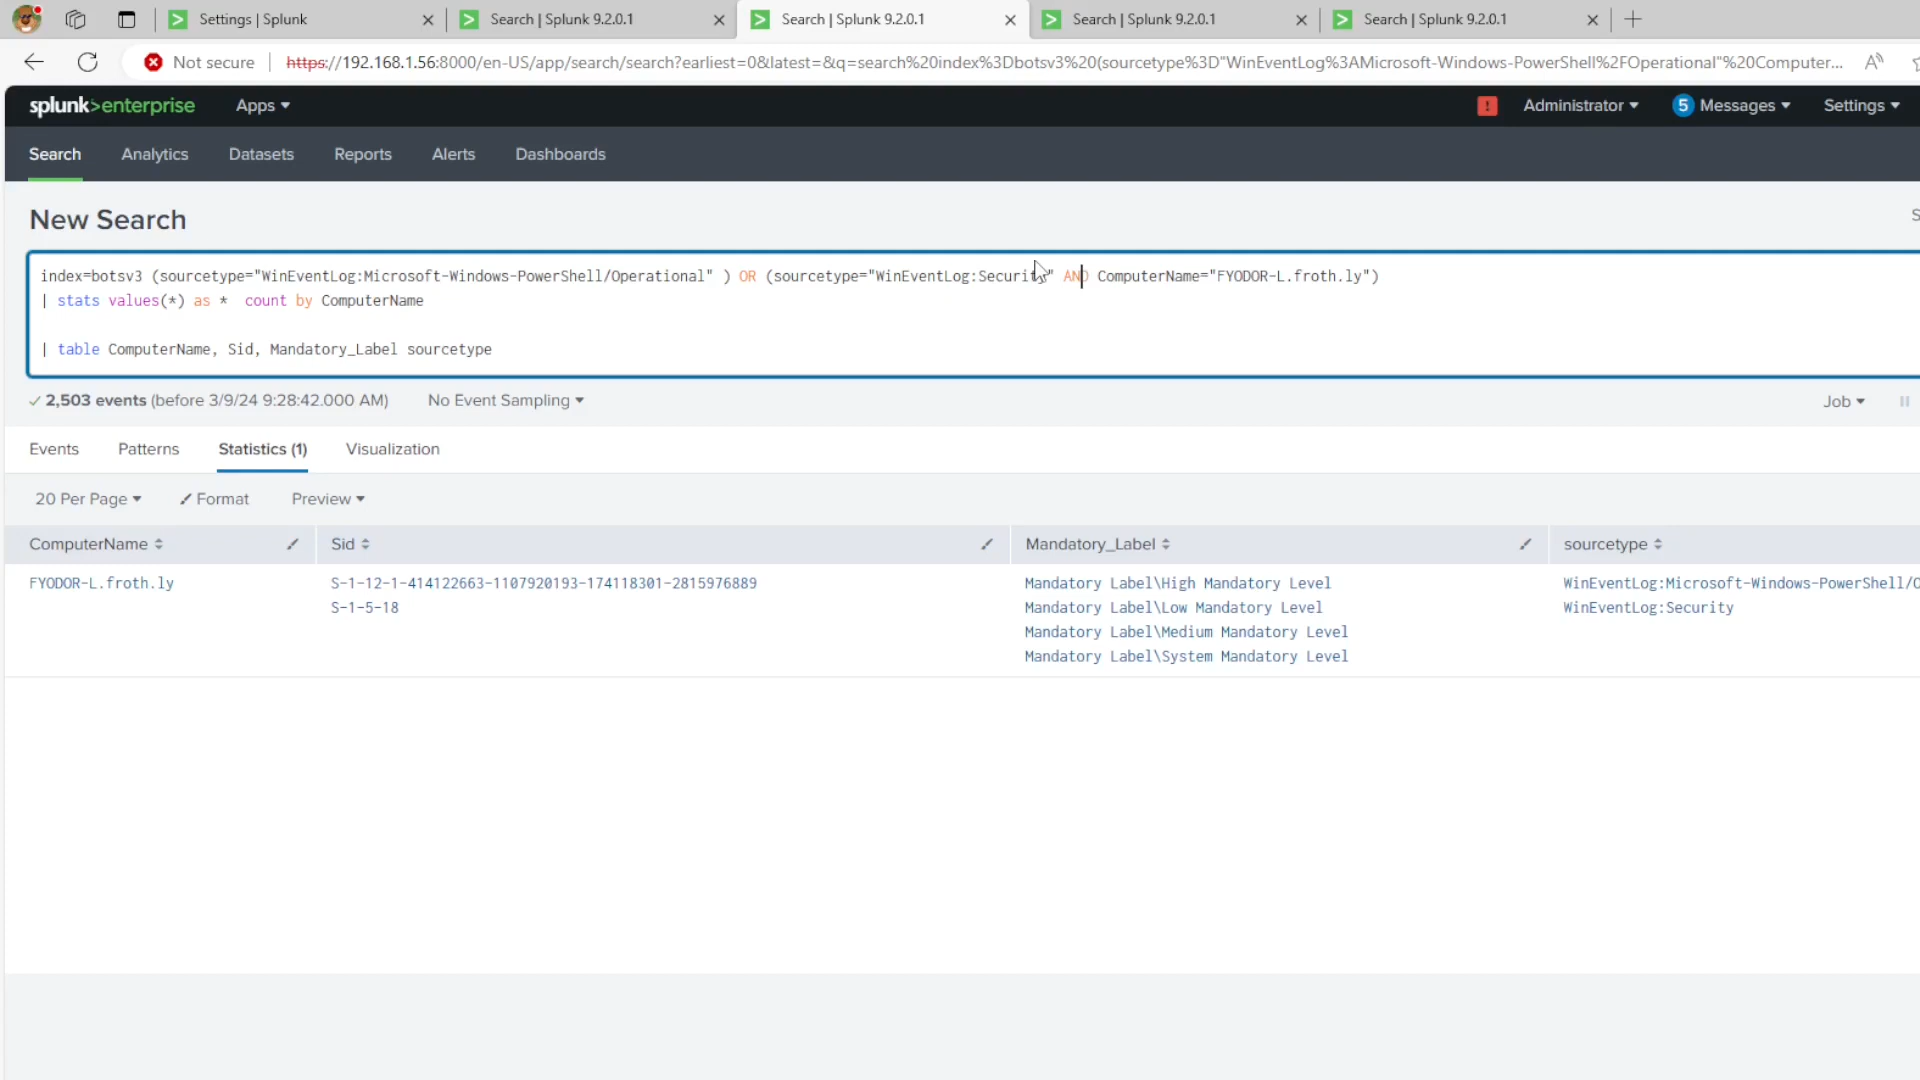 Settings | Splunk
Search | Splunk 9.2.0.1
Search | Splunk 9.2.0.1
Search | Splunk 9.2.0.1
Search | Splunk 9.2.0.1
Not secure
https://192.168.1.56:8000/en-US/app/search/search?earliest=0&latest=&q=search%20index%3Dbotsv3%20(sourcetype%3D"WinEventLog%3AMicrosoft-Windows-PowerShell%2FOperational"%20Computer...
splunk>enterprise
Apps
Administrator
5 Messages
Settings
Search
Analytics
Datasets
Reports
Alerts
Dashboards
New Search
S
index=botsv3 (sourcetype="WinEventLog:Microsoft-Windows-PowerShell/Operational" ) OR (sourcetype="WinEventLog:Security" AND ComputerName="FYODOR-L.froth.ly")
| stats values(*) as *  count by ComputerName
| table ComputerName, Sid, Mandatory_Label sourcetype
2,503 events (before 3/9/24 9:28:42.000 AM)
No Event Sampling
Job
Events
Patterns
Statistics (1)
Visualization
20 Per Page
Format
Preview
ComputerName
Sid
Mandatory_Label
sourcetype
FYODOR-L.froth.ly
S-1-12-1-414122663-1107920193-174118301-2815976889
S-1-5-18
Mandatory Label\High Mandatory Level
Mandatory Label\Low Mandatory Level
Mandatory Label\Medium Mandatory Level
Mandatory Label\System Mandatory Level
WinEventLog:Microsoft-Windows-PowerShell/O
WinEventLog:Security